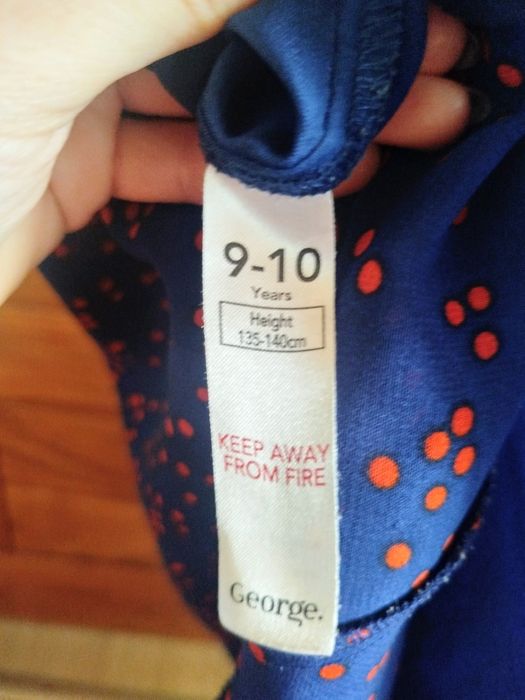 9-10
Years
Height
135-140cm
KEEP AWAY
FROM FIRE
George.